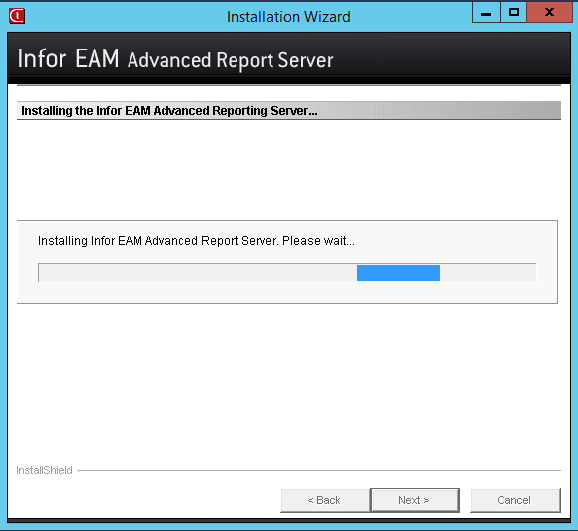 Installation Wizard
Infor EAM Advanced Report Server
Installing the Infor EAM Advanced Reporting Server...
Installing Infor EAM Advanced Report Server. Please wait...
InstallShield
< Back Next > Cancel